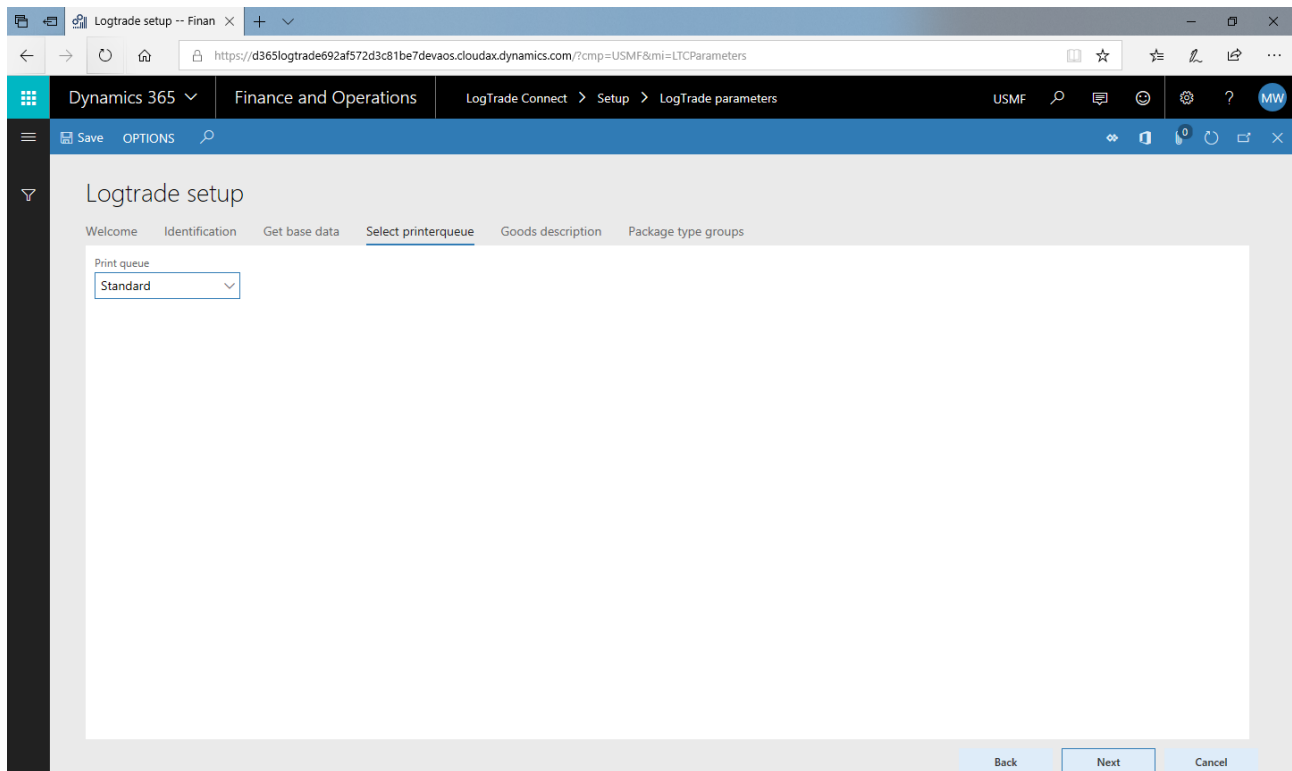 Logtrade setup -- Finan
https://d365logtrade692af572d3c81be7devaos.cloudax.dynamics.com/?cmp=USMF&mi=LTCParameters
Dynamics 365 Finance and Operations LogTrade Connect > Setup > LogTrade parameters USMF ? MW
Save OPTIONS 0
Logtrade setup
Welcome Identification Get base data Select printerqueue Goods description Package type groups
Print queue
Standard
Back Next Cancel